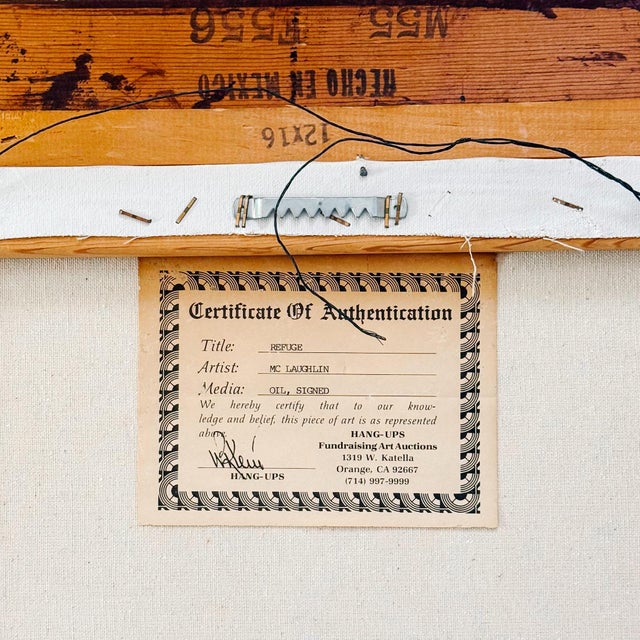 F556 M55
HECHO EN MEXICO
12X16
Certificate Of Authentication
Title: REFUGE
Artist: MC LAUGHLIN
Media: OIL, SIGNED
We hereby certify that to our know-
ledge and belief, this piece of art is as represented
above.
HANG-UPS
Fundraising Art Auctions
1319 W. Katella
Orange, CA 92667
(714) 997-9999
HANG-UPS